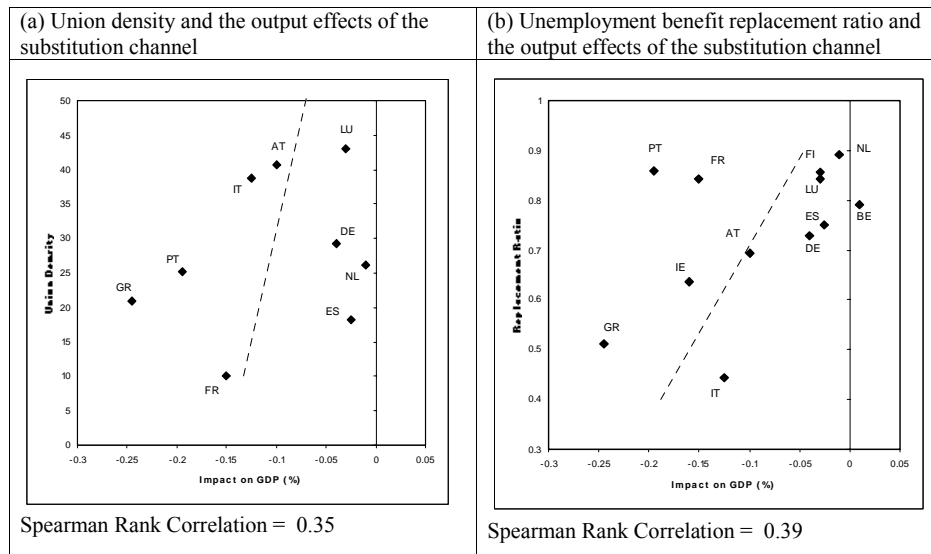 (a) Union density and the output effects of the
substitution channel
50
45
40
35
30
25
20
15
10
5
0
-0.3
-0.25
-0.2
-0.15
-0.1
-0.05
0
0.05
Union Density
Impact on GDP (%)
LU
AT
IT
DE
PT
NL
GR
ES
FR
Spearman Rank Correlation = 0.35
(b) Unemployment benefit replacement ratio and
the output effects of the substitution channel
1
0.9
0.8
0.7
0.6
0.5
0.4
0.3
-0.3
-0.25
-0.2
-0.15
-0.1
-0.05
0
0.05
Replacement Ratio
Impact on GDP (%)
PT
FR
FI
NL
LU
ES
BE
AT
DE
IE
GR
IT
Spearman Rank Correlation = 0.39